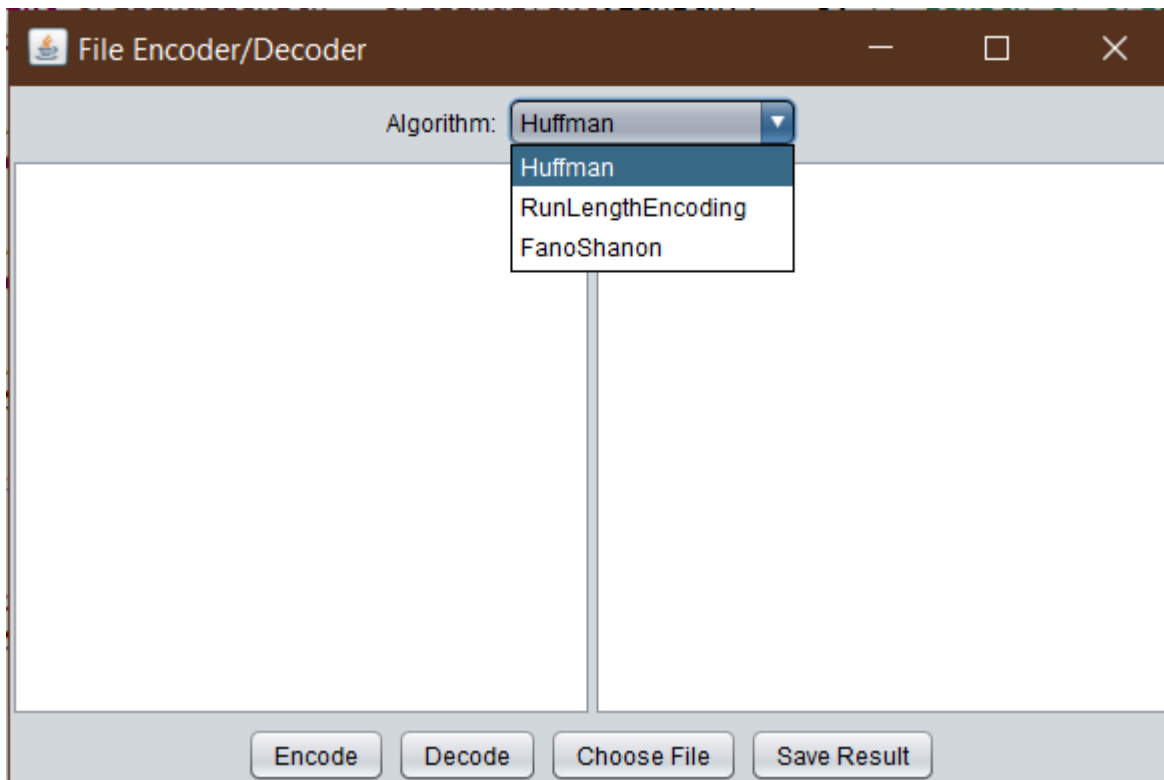 File Encoder/Decoder
Algorithm: Huffman
Huffman
RunLengthEncoding
FanoShanon
Encode Decode Choose File Save Result